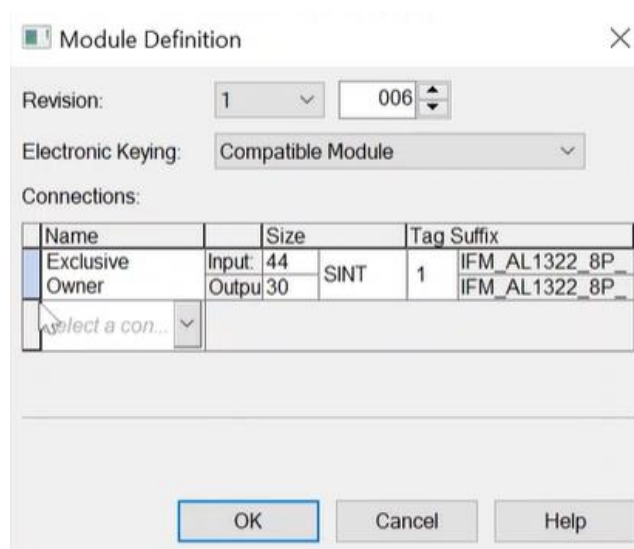 Module Definition
Revision: 1 006
Electronic Keying: Compatible Module
Connections:
Name Size Tag Suffix
Exclusive Owner Input: 44 SINT 1 IFM_AL1322_8P_
Outpu 30 IFM_AL1322_8P_
Select a con...
OK Cancel Help